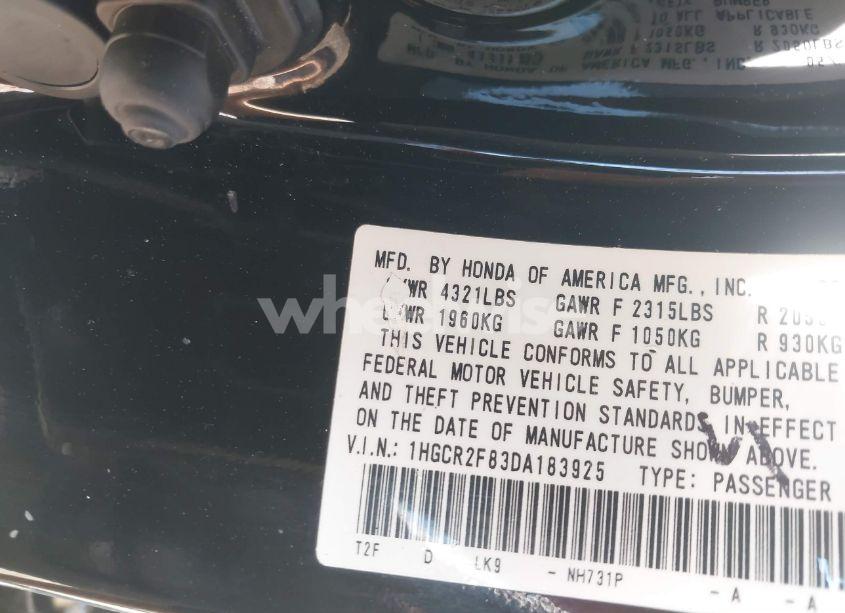 MFD. BY HONDA OF AMERICA MFG., INC.
WR 4321LBS GAWR F 2315LBS R
WR 1960KG GAWR F 1050KG R 930KG
THIS VEHICLE CONFORMS TO ALL APPLICABLE
FEDERAL MOTOR VEHICLE SAFETY, BUMPER,
AND THEFT PREVENTION STANDARDS IN EFFECT
ON THE DATE OF MANUFACTURE SHOWN ABOVE.
V.I.N.: 1HGCR2F83DA183925 TYPE: PASSENGER
T2F D LK9 - NH731P - A - A